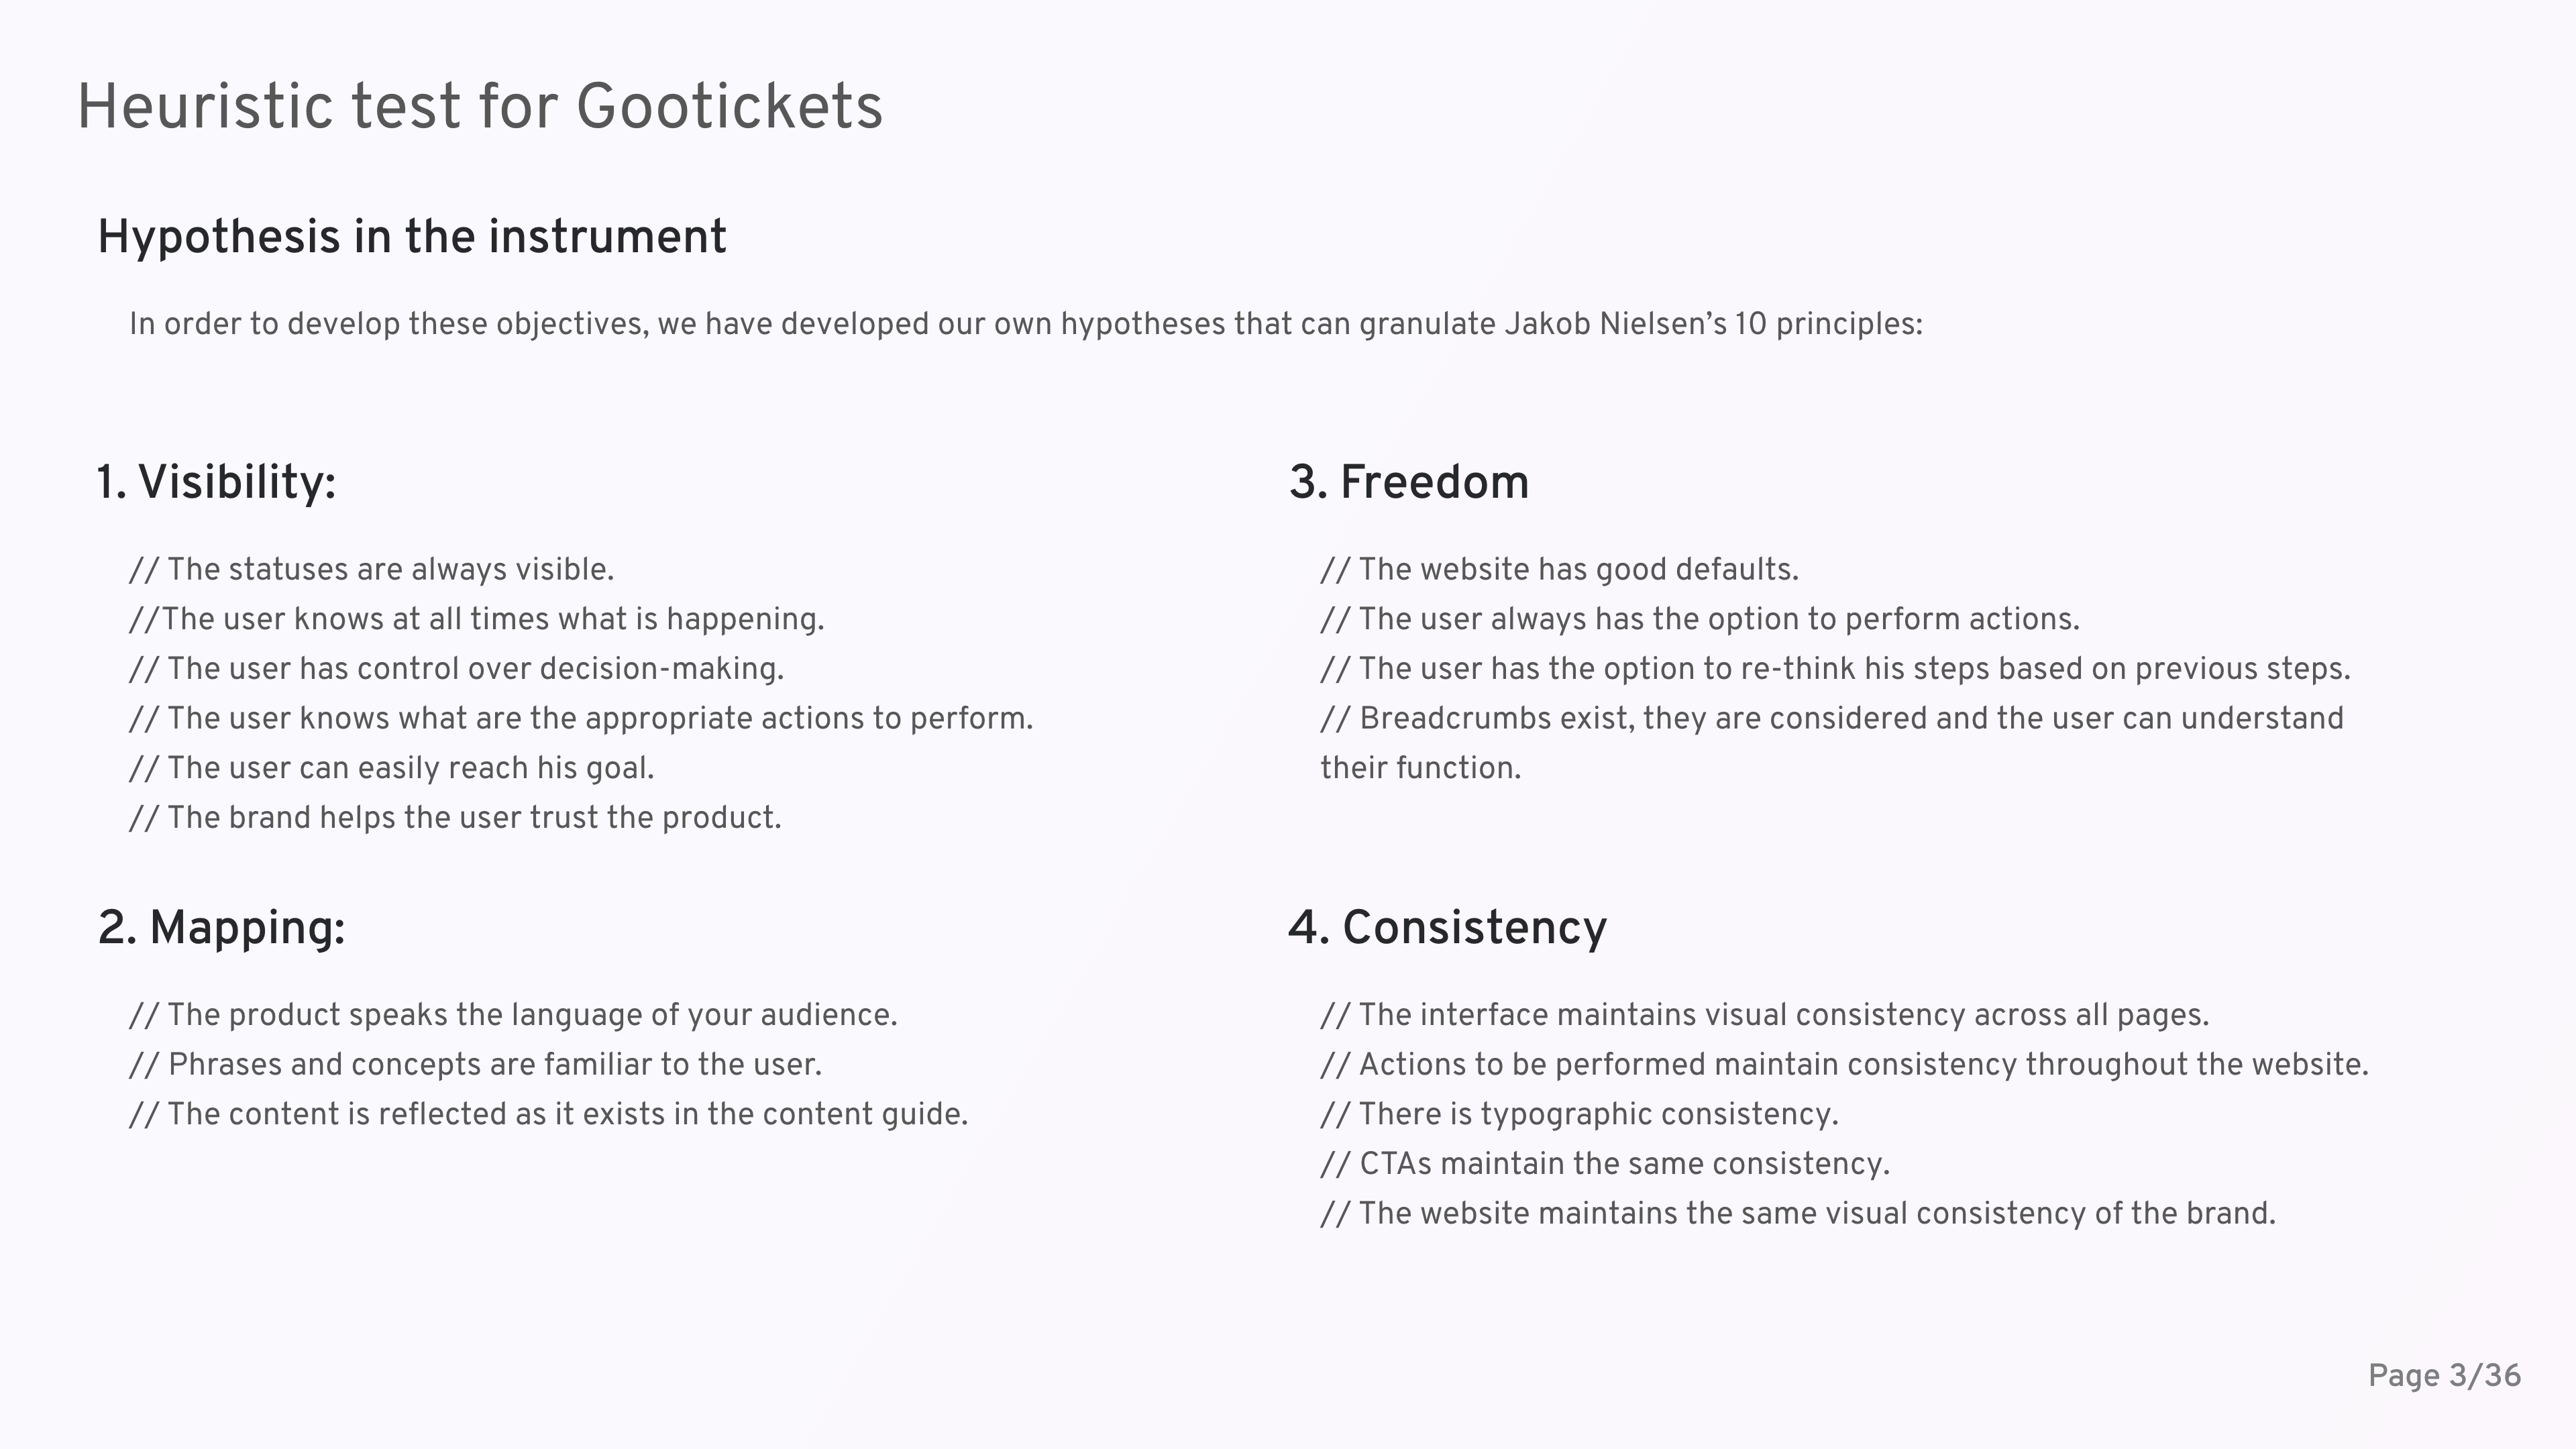 Heuristic test for Gootickets
Hypothesis in the instrument
In order to develop these objectives, we have developed our own hypotheses that can granulate Jakob Nielsen’s 10 principles:
1. Visibility:
// The statuses are always visible.
//The user knows at all times what is happening.
// The user has control over decision-making.
// The user knows what are the appropriate actions to perform.
// The user can easily reach his goal.
// The brand helps the user trust the product.
2. Mapping:
// The product speaks the language of your audience.
// Phrases and concepts are familiar to the user.
// The content is reflected as it exists in the content guide.
3. Freedom
// The website has good defaults.
// The user always has the option to perform actions.
// The user has the option to re-think his steps based on previous steps.
// Breadcrumbs exist, they are considered and the user can understand
their function.
4. Consistency
// The interface maintains visual consistency across all pages.
// Actions to be performed maintain consistency throughout the website.
// There is typographic consistency.
// CTAs maintain the same consistency.
// The website maintains the same visual consistency of the brand.
Page 3/36